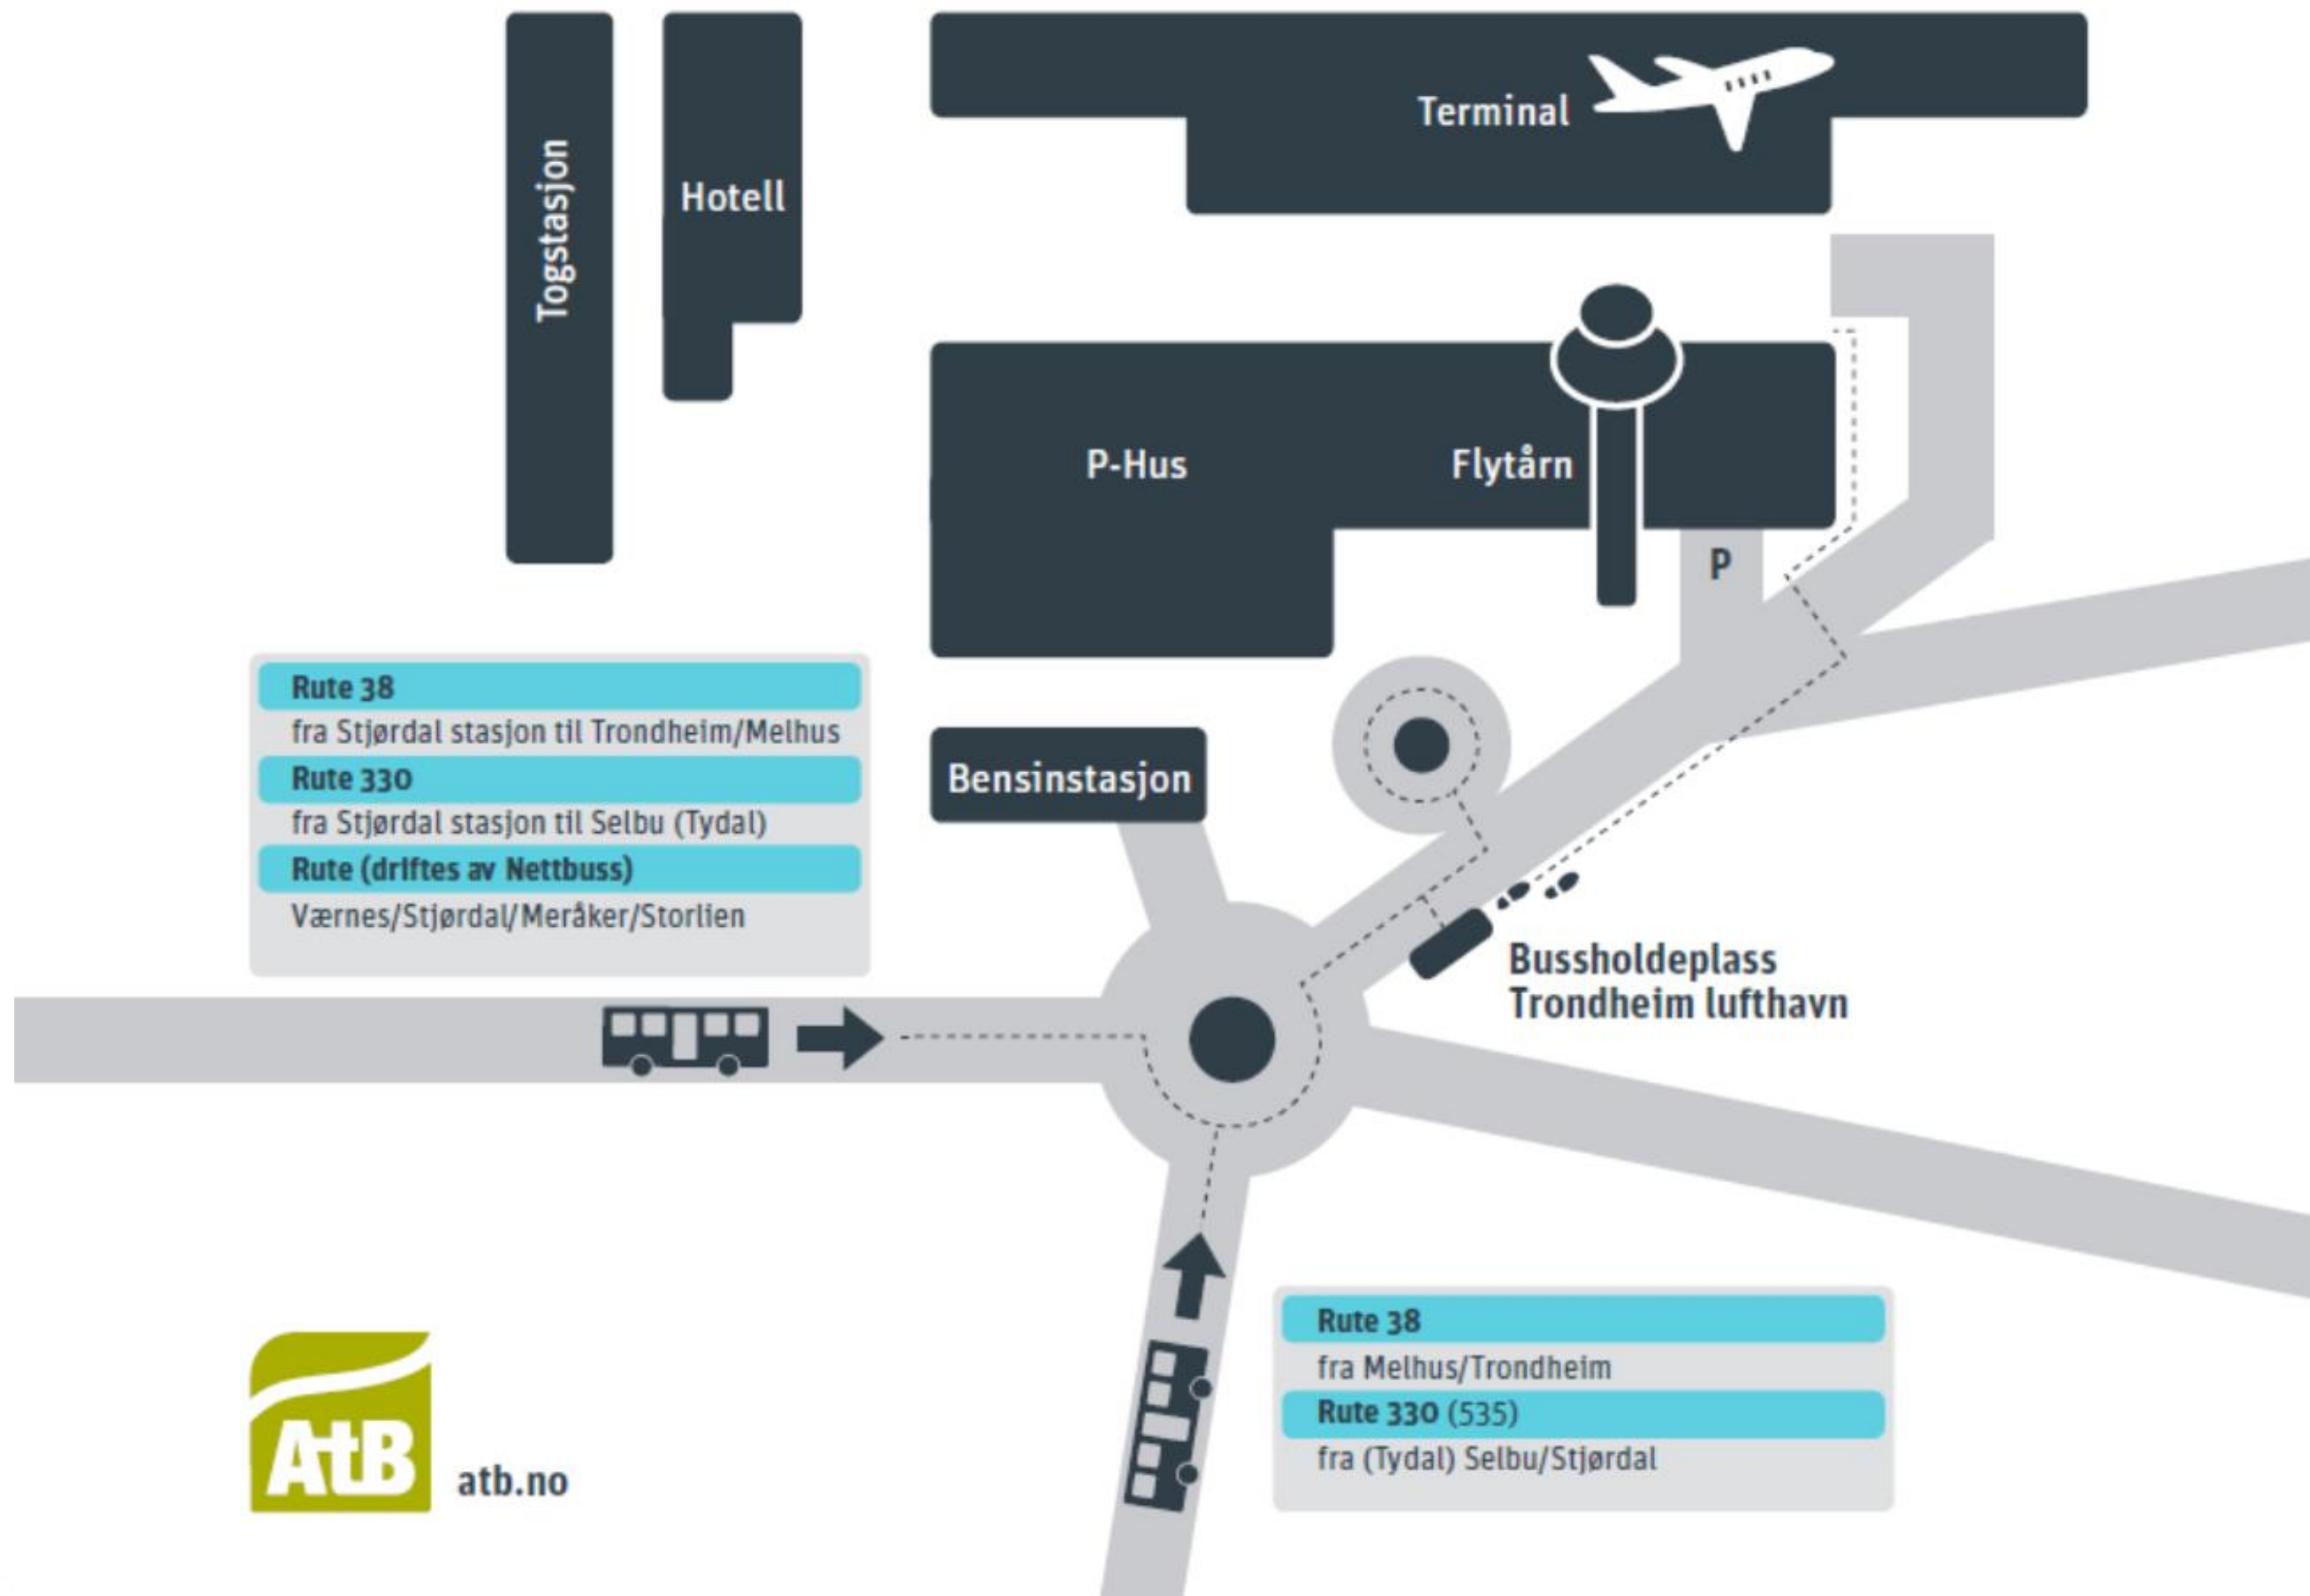 Togstasjon
Hotell
Terminal
P-Hus
Flytårn
P
Rute 38
fra Stjørdal stasjon til Trondheim/Melhus
Rute 330
fra Stjørdal stasjon til Selbu (Tydal)
Rute (driftes av Nettbuss)
Værnes/Stjørdal/Meråker/Storlien
Bensinstasjon
Bussholdeplass
Trondheim lufthavn
Rute 38
fra Melhus/Trondheim
Rute 330 (535)
fra (Tydal) Selbu/Stjørdal
AtB
atb.no